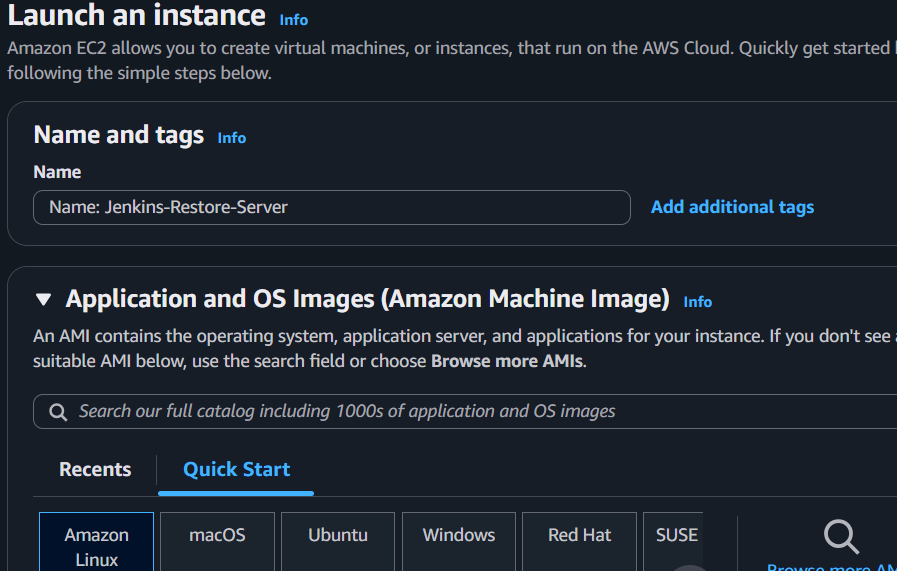 Launch an instance Info
Amazon EC2 allows you to create virtual machines, or instances, that run on the AWS Cloud. Quickly get started
following the simple steps below.
Name and tags Info
Name
Name: Jenkins-Restore-Server
Add additional tags
Application and OS Images (Amazon Machine Image) Info
An AMI contains the operating system, application server, and applications for your instance. If you don't see a
suitable AMI below, use the search field or choose Browse more AMIs.
Search our full catalog including 1000s of application and OS images
Recents
Quick Start
Amazon
Linux
macOS
Ubuntu
Windows
Red Hat
SUSE
Browse more AM